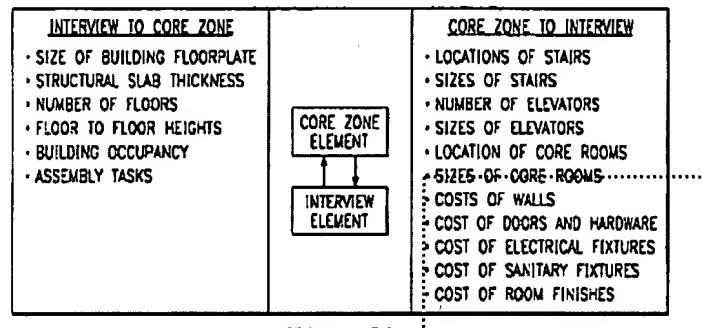 INTERVIEW TO CORE ZONE
· SIZE OF BUILDING FLOORPLATE
· STRUCTURAL SLAB THICKNESS
· NUMBER OF FLOORS
· FLOOR TO FLOOR HEIGHTS
· BUILDING OCCUPANCY
· ASSEMBLY TASKS
CORE ZONE
ELEMENT
INTERVIEW
ELEMENT
CORE ZONE TO INTERVIEW
· LOCATIONS OF STAIRS
· SIZES OF STAIRS
· NUMBER OF ELEVATORS
· SIZES OF ELEVATORS
· LOCATION OF CORE ROOMS
· SIZES OF CORE ROOMS
· COSTS OF WALLS
· COST OF DOORS AND HARDWARE
· COST OF ELECTRICAL FIXTURES
· COST OF SANITARY FIXTURES
· COST OF ROOM FINISHES